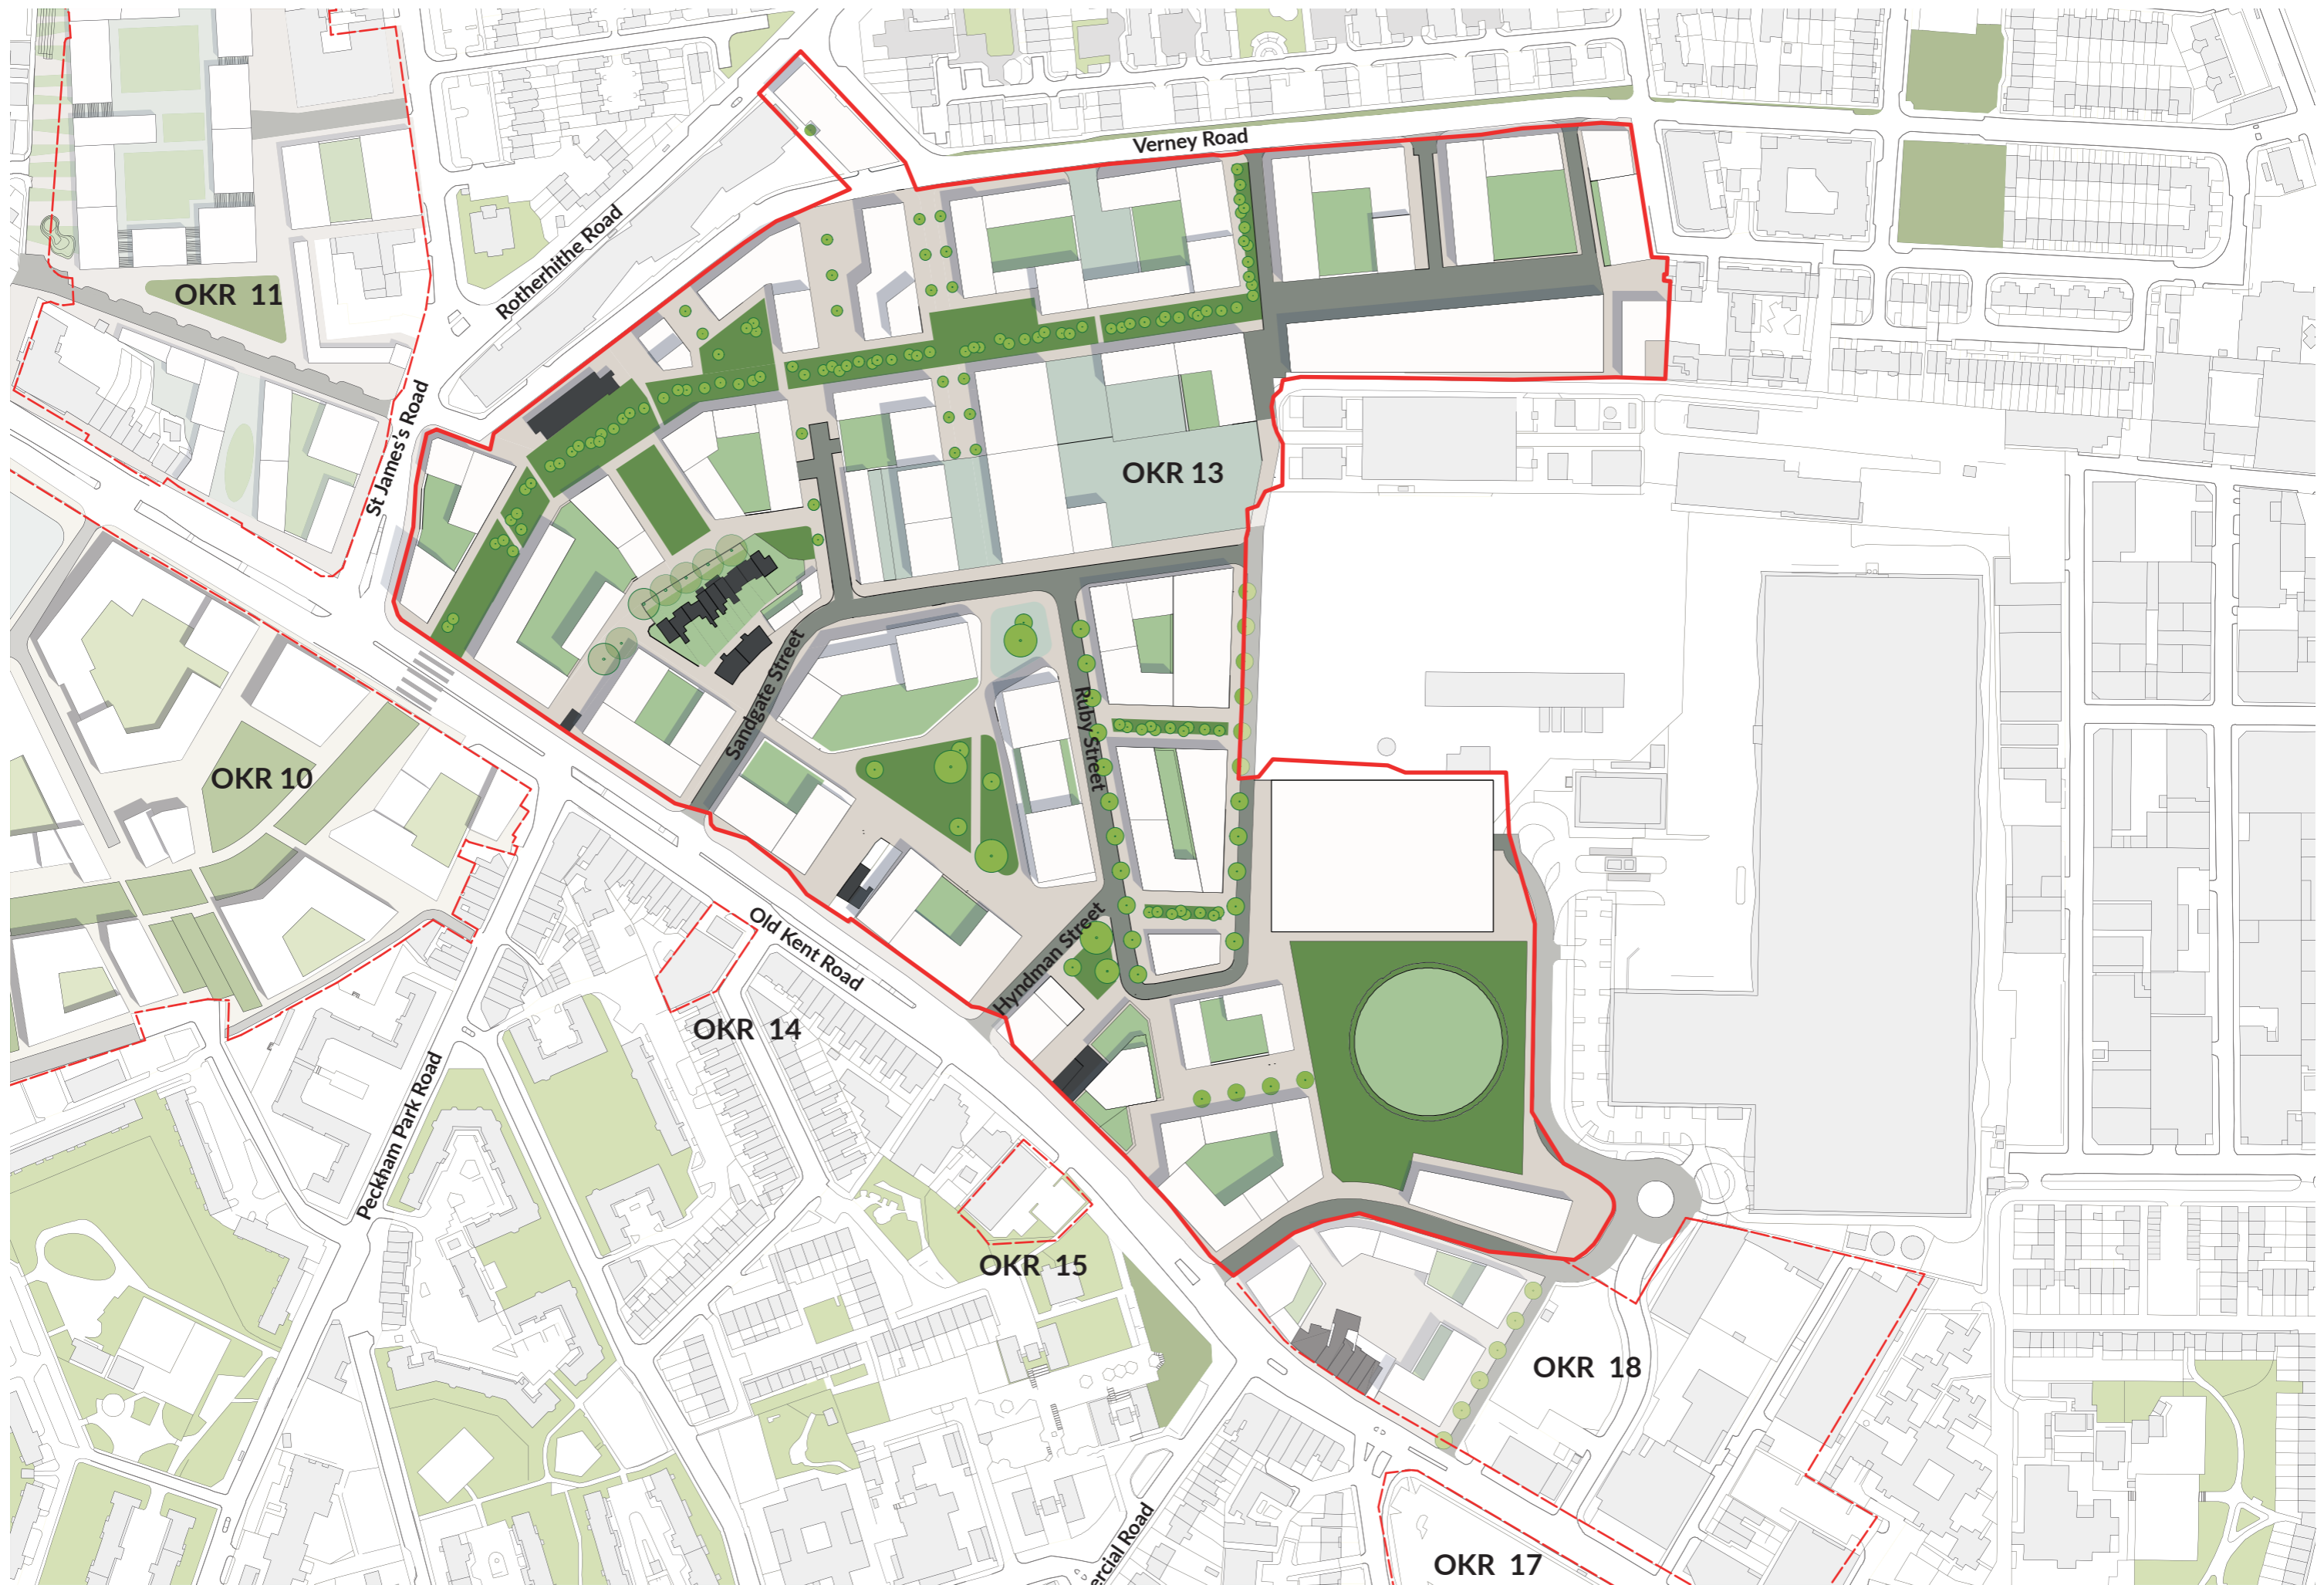 Verney Road
Rotherhithe Road
OKR 11
St James's Road
OKR 13
Sandgate Street
Ruby Street
OKR 10
Old Kent Road
Hyndman Street
OKR 14
Peckham Park Road
OKR 15
OKR 18
ercial Road
OKR 17